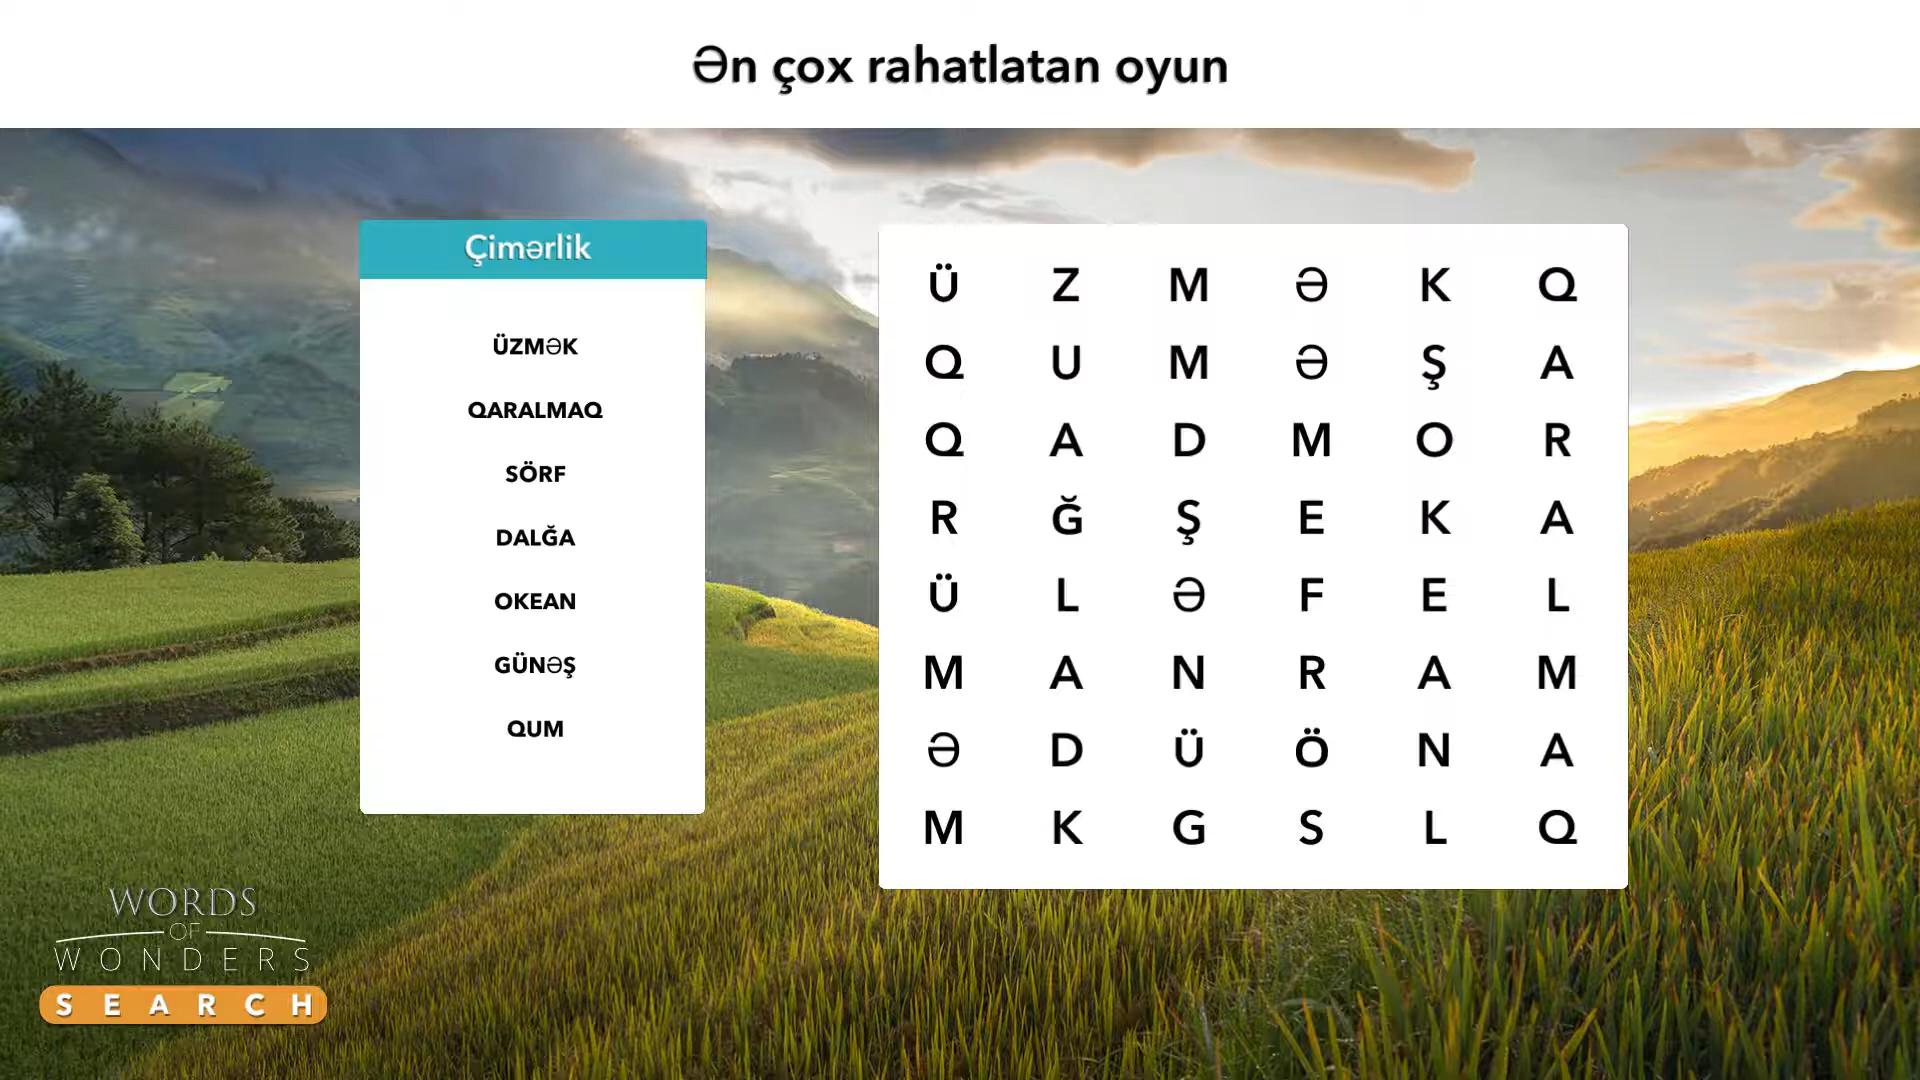 Ən çox rahatlatan oyun
Çimərlik
ÜZMƏK
QARALMAQ
SÖRF
DALĞA
OKEAN
GÜNƏŞ
QUM
Ü Z M Ə K Q
Q U M Ə Ş A
Q A D M O R
R Ğ Ş E K A
Ü L Ə F E L
M A N R A M
Ə D Ü Ö N A
M K G S L Q
WORDS
OF
WONDERS
SEARCH